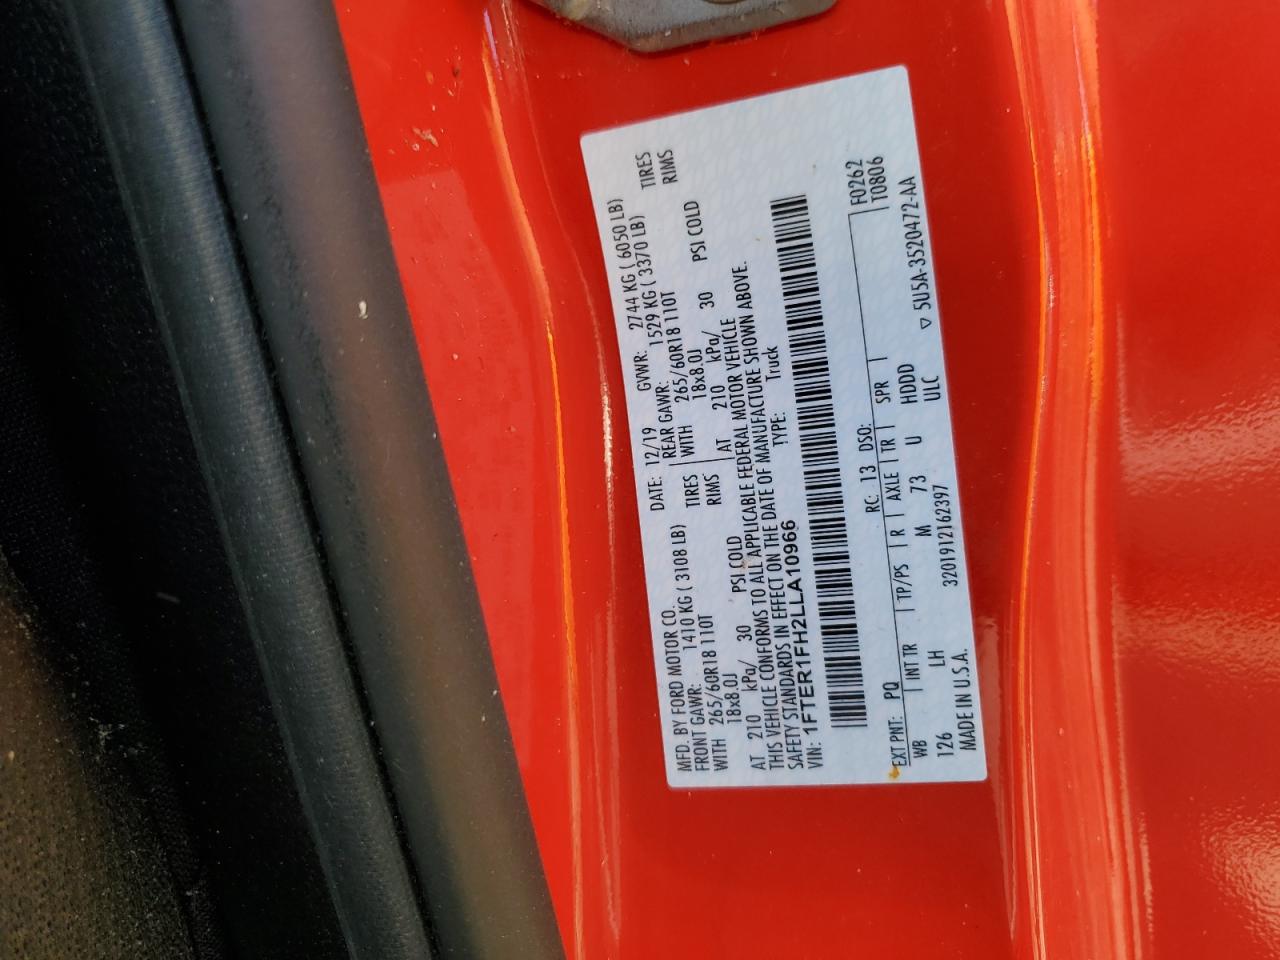 MFD. BY FORD MOTOR CO. DATE: 12/19 GVWR: 2744 KG ( 6050 LB)
FRONT GAWR: 1410 KG ( 3108 LB) REAR GAWR: 1529 KG ( 3370 LB)
WITH 265/60R18 110T TIRES WITH 265/60R18 110T TIRES
18x8.0J RIMS 18x8.0J RIMS
AT 210 kPa/ 30 PSI COLD AT 210 kPa/ 30 PSI COLD
THIS VEHICLE CONFORMS TO ALL APPLICABLE FEDERAL MOTOR VEHICLE
SAFETY STANDARDS IN EFFECT ON THE DATE OF MANUFACTURE SHOWN ABOVE.
VIN: 1FTER1FH2LLA10966 TYPE: Truck
F0262
T0806
EXT PNT: PQ RC: 13 DSO:
WB INT TR TP/PS R AXLE TR SPR
126 LH M 73 U HDDD
ULC
MADE IN U.S.A. 3201912162397 ▽ 5U5A-3520472-AA